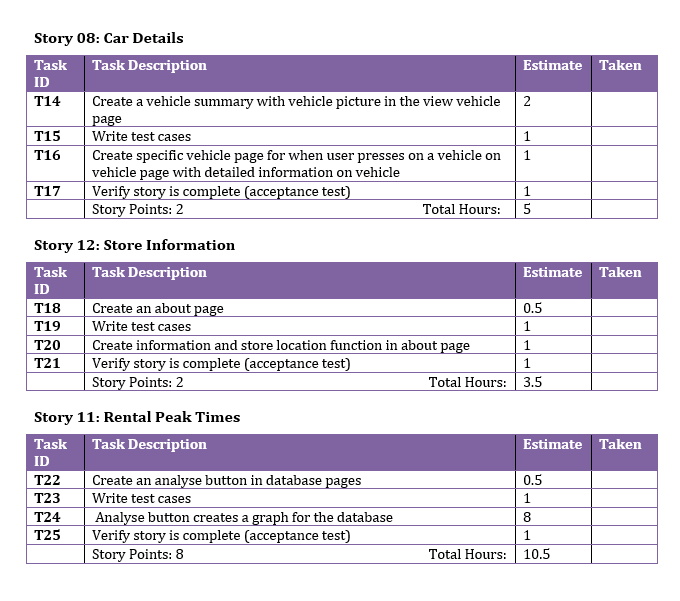 Story 08: Car Details
Task ID Task Description Estimate Taken
T14 Create a vehicle summary with vehicle picture in the view vehicle page 2
T15 Write test cases 1
T16 Create specific vehicle page for when user presses on a vehicle on vehicle page with detailed information on vehicle 1
T17 Verify story is complete (acceptance test) 1
Story Points: 2 Total Hours: 5
Story 12: Store Information
Task ID Task Description Estimate Taken
T18 Create an about page 0.5
T19 Write test cases 1
T20 Create information and store location function in about page 1
T21 Verify story is complete (acceptance test) 1
Story Points: 2 Total Hours: 3.5
Story 11: Rental Peak Times
Task ID Task Description Estimate Taken
T22 Create an analyse button in database pages 0.5
T23 Write test cases 1
T24 Analyse button creates a graph for the database 8
T25 Verify story is complete (acceptance test) 1
Story Points: 8 Total Hours: 10.5